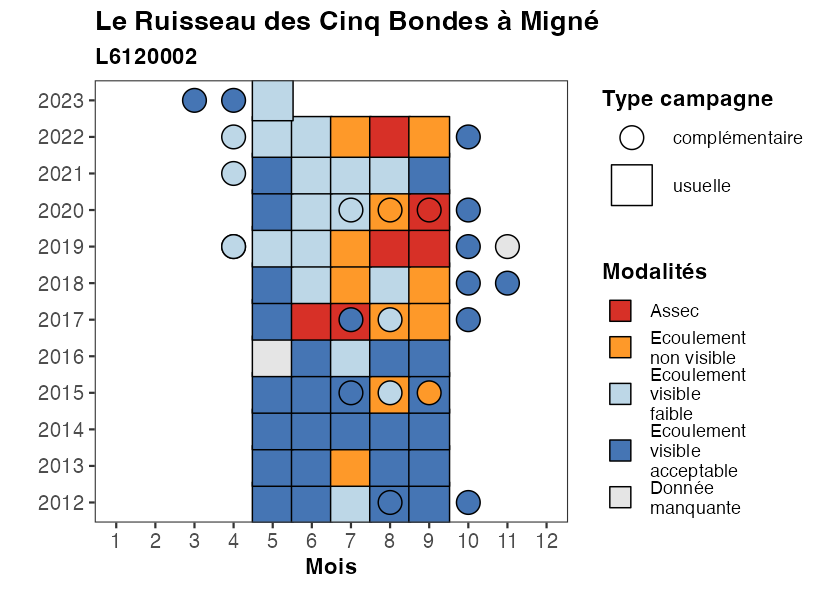 Le Ruisseau des Cinq Bondes à Migné
L6120002
2023
2022
2021
2020
2019
2018
2017
2016
2015
2014
2013
2012
1 2 3 4 5 6 7 8 9 10 11 12
Mois
Type campagne
complémentaire
usuelle
Modalités
Assec
Ecoulement
non visible
Ecoulement
visible
faible
Ecoulement
visible
acceptable
Donnée
manquante